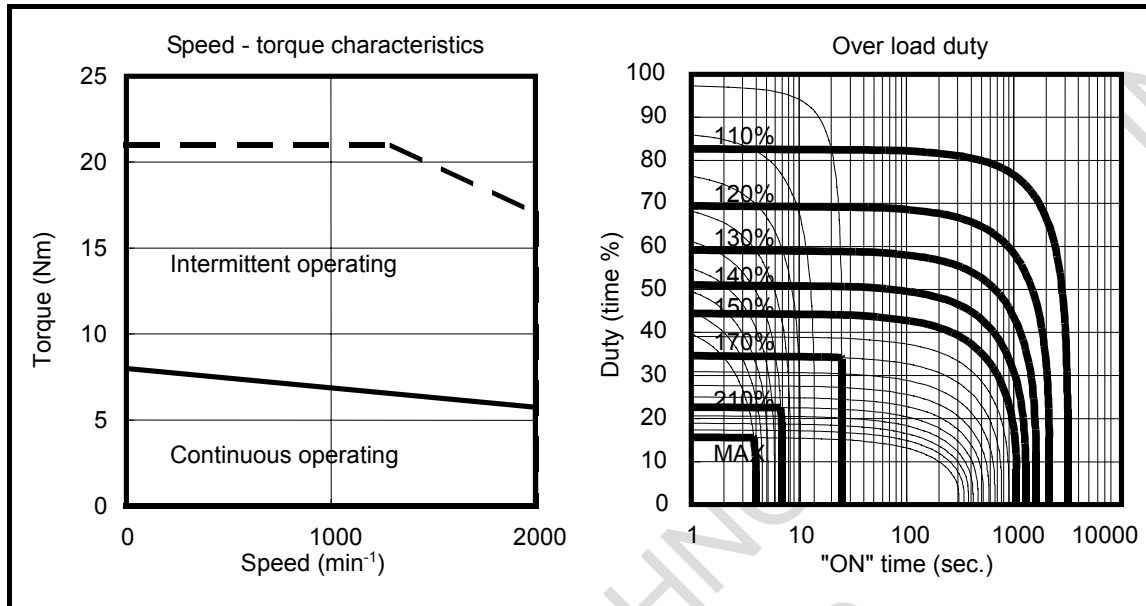 Speed - torque characteristics
25
20
15
10
5
0
Torque (Nm)
Intermittent operating
Continuous operating
0 1000 2000
Speed (min-1)
Over load duty
100
90
80
70
60
50
40
30
20
10
0
Duty (time %)
110%
120%
130%
140%
150%
170%
210%
MAX
1 10 100 1000 10000
"ON" time (sec.)